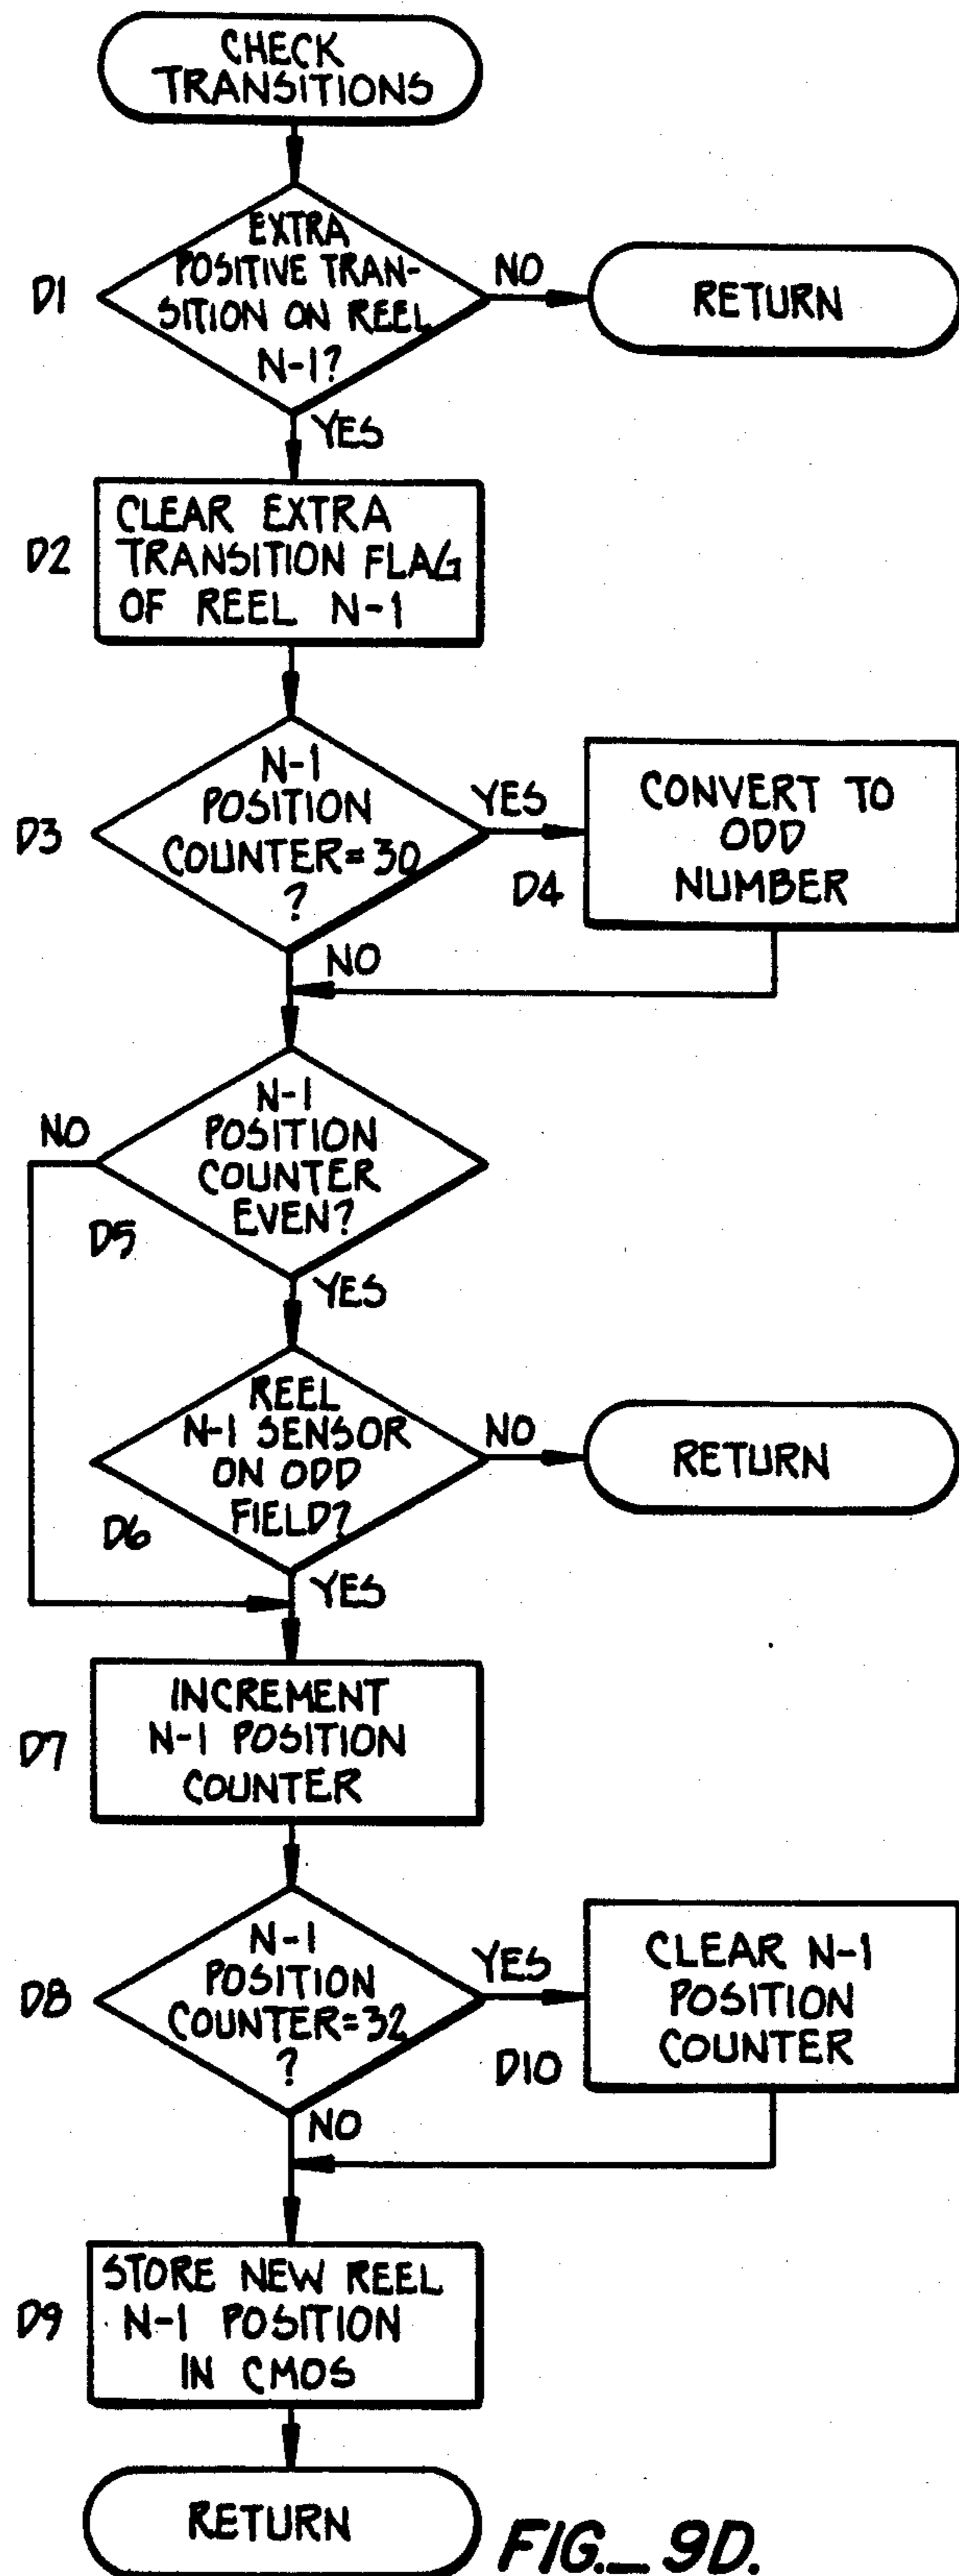 CHECK
TRANSITIONS
D1
EXTRA
POSITIVE TRAN-
SITION ON REEL
N-1?
NO
RETURN
YES
D2
CLEAR EXTRA
TRANSITION FLAG
OF REEL N-1
D3
N-1
POSITION
COUNTER=30
?
YES
D4
CONVERT TO
ODD
NUMBER
NO
N-1
POSITION
COUNTER
EVEN?
NO
D5
YES
REEL
N-1 SENSOR
ON ODD
FIELD?
D6
NO
RETURN
YES
D7
INCREMENT
N-1 POSITION
COUNTER
D8
N-1
POSITION
COUNTER=32
?
YES
D10
CLEAR N-1
POSITION
COUNTER
NO
D9
STORE NEW REEL
N-1 POSITION
IN CMOS
RETURN
FIG._9D.